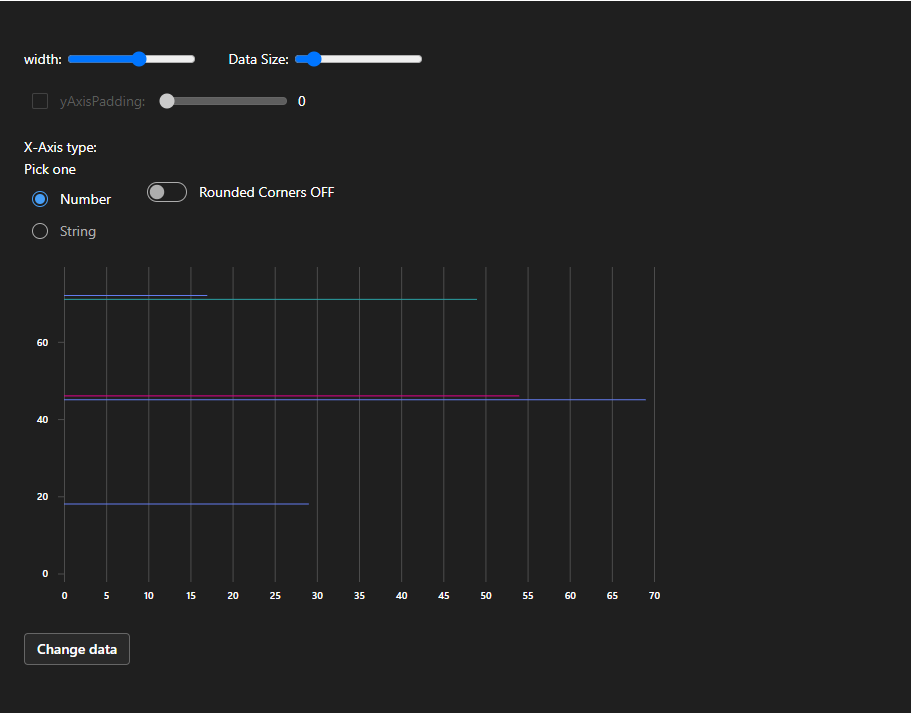 width: Data Size:
yAxisPadding: 0
X-Axis type:
Pick one
Number
Rounded Corners OFF
String
60
40
20
0
0 5 10 15 20 25 30 35 40 45 50 55 60 65 70
Change data